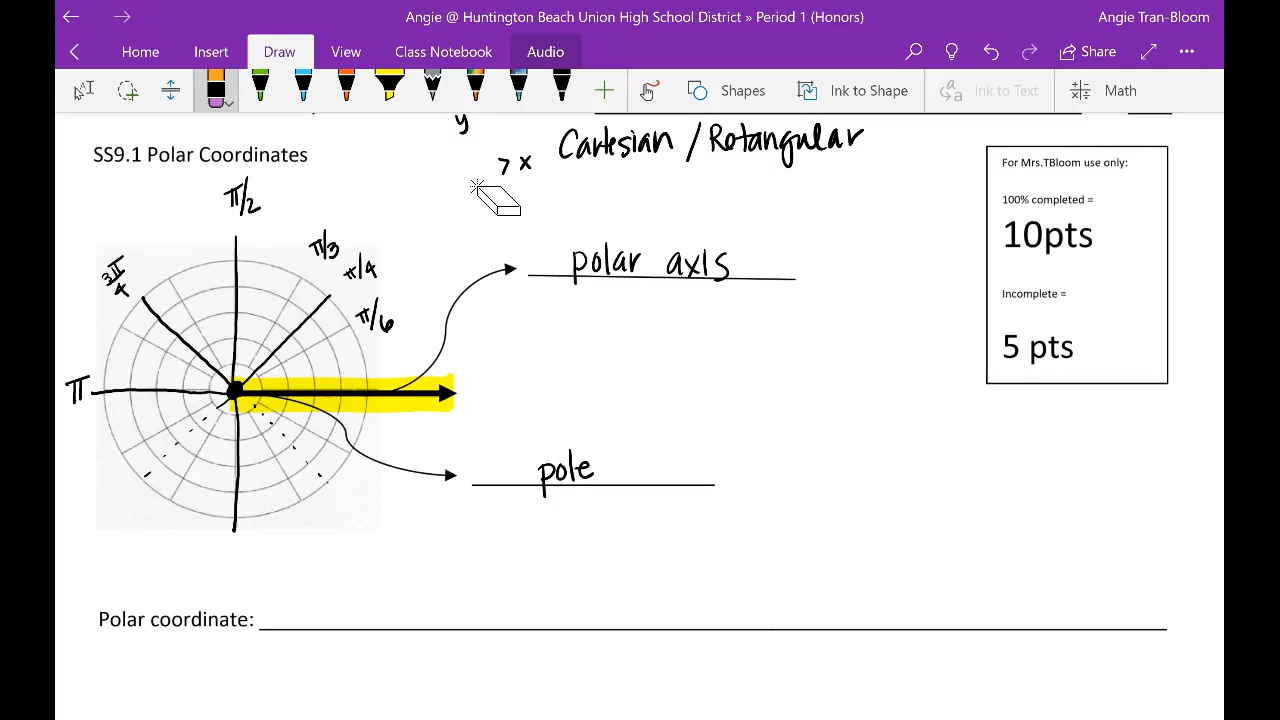 Angie @ Huntington Beach Union High School District » Period 1 (Honors)
Angie Tran-Bloom
Home Insert Draw View Class Notebook Audio
Share
Shapes Ink to Shape Ink to Text Math
y
x
Cartesian / Rotangular
SS9.1 Polar Coordinates
For Mrs.TBloom use only:
100% completed =
10pts
Incomplete =
5 pts
π/2
π/3
π/4
3π/4
π/6
polar axis
π
pole
Polar coordinate: